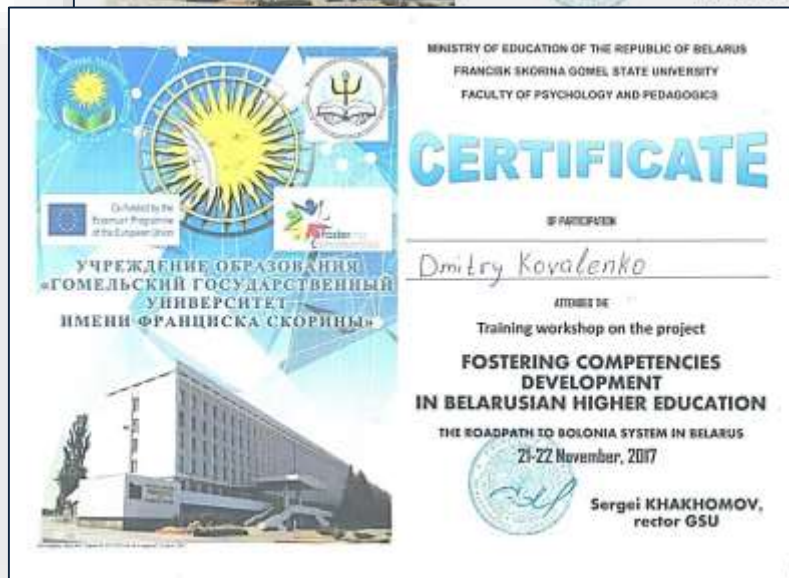 Co-funded by the
Erasmus+ Programme
of the European Union
УЧРЕЖДЕНИЕ ОБРАЗОВАНИЯ
«ГОМЕЛЬСКИЙ ГОСУДАРСТВЕННЫЙ
УНИВЕРСИТЕТ
ИМЕНИ ФРАНЦИСКА СКОРИНЫ»
MINISTRY OF EDUCATION OF THE REPUBLIC OF BELARUS
FRANCISK SKORINA GOMEL STATE UNIVERSITY
FACULTY OF PSYCHOLOGY AND PEDAGOGICS
CERTIFICATE
OF PARTICIPATION
Dmitry Kovalenko
ATTENDED THE
Training workshop on the project
FOSTERING COMPETENCIES
DEVELOPMENT
IN BELARUSIAN HIGHER EDUCATION
THE ROADPATH TO BOLONIA SYSTEM IN BELARUS
21-22 November, 2017
Sergei KHAKHOMOV,
rector GSU